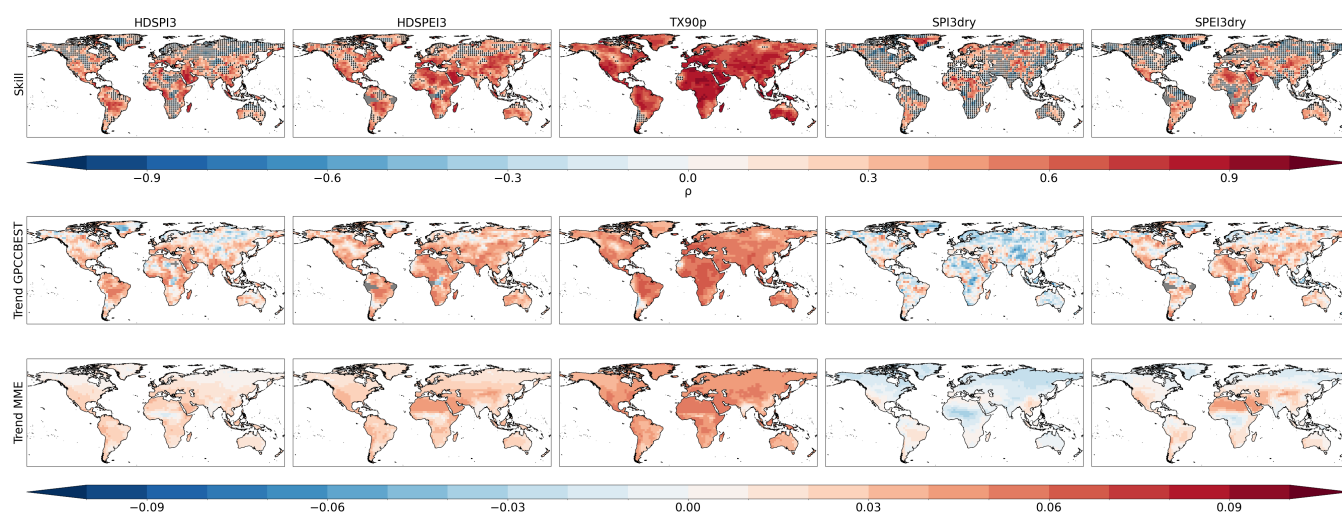 HDSPI3 HDSPEI3 TX90p SPI3dry SPEI3dry
Skill
−0.9 −0.6 −0.3 0.0 0.3 0.6 0.9
ρ
Trend GPCCBEST
Trend MME
−0.09 −0.06 −0.03 0.00 0.03 0.06 0.09